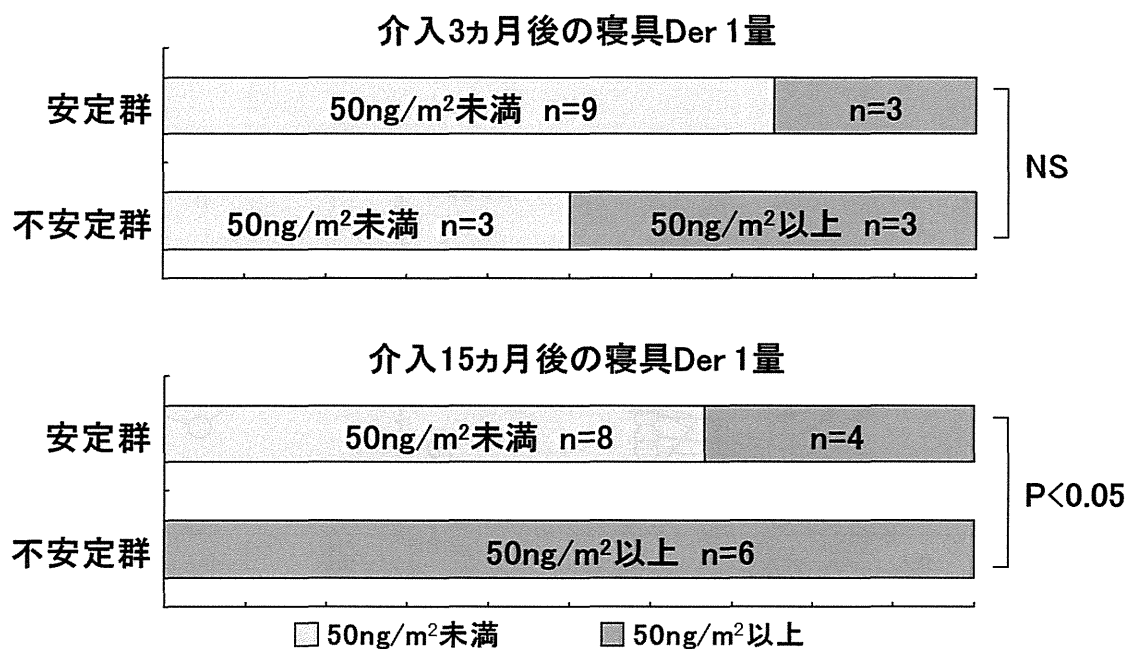 介入3ヵ月後の寝具Der 1量
安定群
50ng/m²未満 n=9
n=3
不安定群
50ng/m²未満 n=3
50ng/m²以上 n=3
NS
介入15ヵ月後の寝具Der 1量
安定群
50ng/m²未満 n=8
n=4
不安定群
50ng/m²以上 n=6
P<0.05
50ng/m²未満
50ng/m²以上